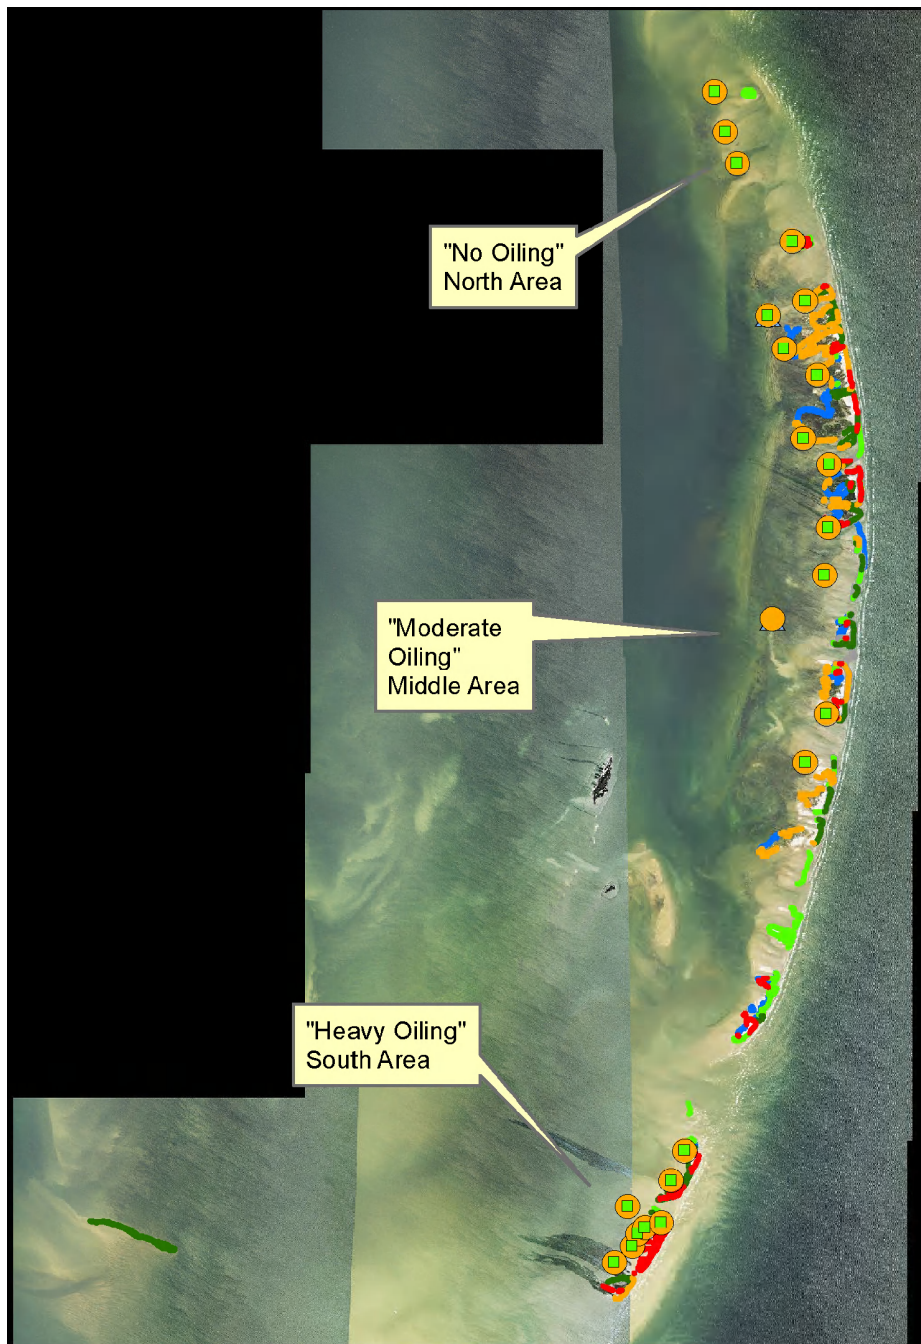 "No Oiling"
North Area
"Moderate
Oiling"
Middle Area
"Heavy Oiling"
South Area